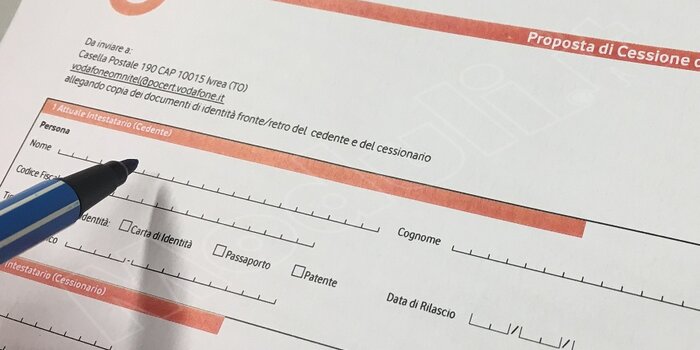 Proposta di Cessione
Da inviare a:
Casella Postale 190 CAP 10015 Ivrea (TO)
vodafoneomnitel@pocert.vodafone.it
allegando copia dei documenti di identità fronte/retro del cedente e del cessionario
1 Attuale Intestatario (Cedente)
Persona
Nome
Cognome
Codice
Carta di Identità
Passaporto
Patente
Data di Rilascio
/ /
Intestatario (Cessionario)